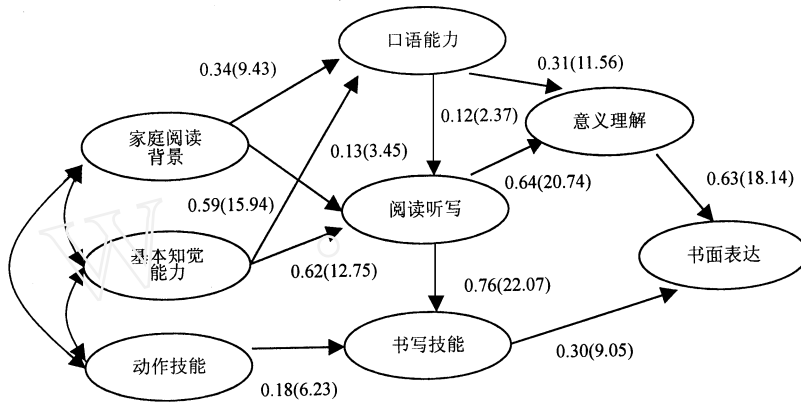 口语能力
0.34(9.43)
0.31(11.56)
0.12(2.37)
意义理解
家庭阅读
背景
0.13(3.45)
0.64(20.74)
0.63(18.14)
0.59(15.94)
阅读听写
基本知觉
能力
0.62(12.75)
0.76(22.07)
书面表达
动作技能
书写技能
0.18(6.23)
0.30(9.05)
W